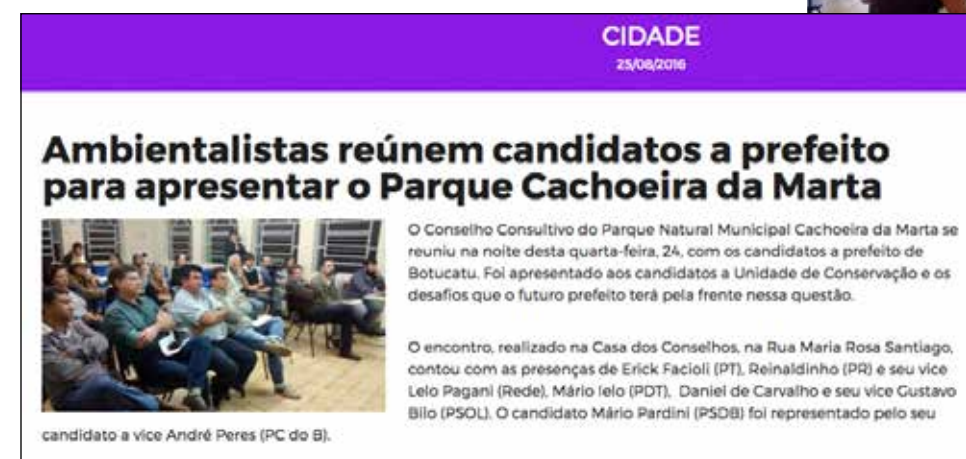 CIDADE
25/08/2016
Ambientalistas reúnem candidatos a prefeito
para apresentar o Parque Cachoeira da Marta
O Conselho Consultivo do Parque Natural Municipal Cachoeira da Marta se
reuniu na noite desta quarta-feira, 24, com os candidatos a prefeito de
Botucatu. Foi apresentado aos candidatos a Unidade de Conservação e os
desafios que o futuro prefeito terá pela frente nessa questão.
O encontro, realizado na Casa dos Conselhos, na Rua Maria Rosa Santiago,
contou com as presenças de Erick Facioli (PT), Reinaldinho (PR) e seu vice
Lelo Pagani (Rede), Mário Ielo (PDT), Daniel de Carvalho e seu vice Gustavo
Bilo (PSOL). O candidato Mário Pardini (PSDB) foi representado pelo seu
candidato a vice André Peres (PC do B).